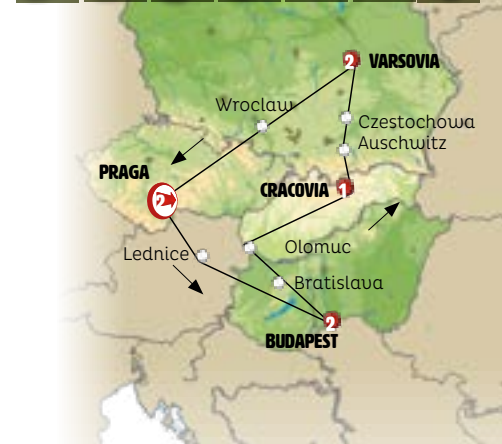 2 VARSOVIA
Wroclaw
Czestochowa
Auschwitz
PRAGA
2
CRACOVIA 1
Olomuc
Lednice
Bratislava
2
BUDAPEST